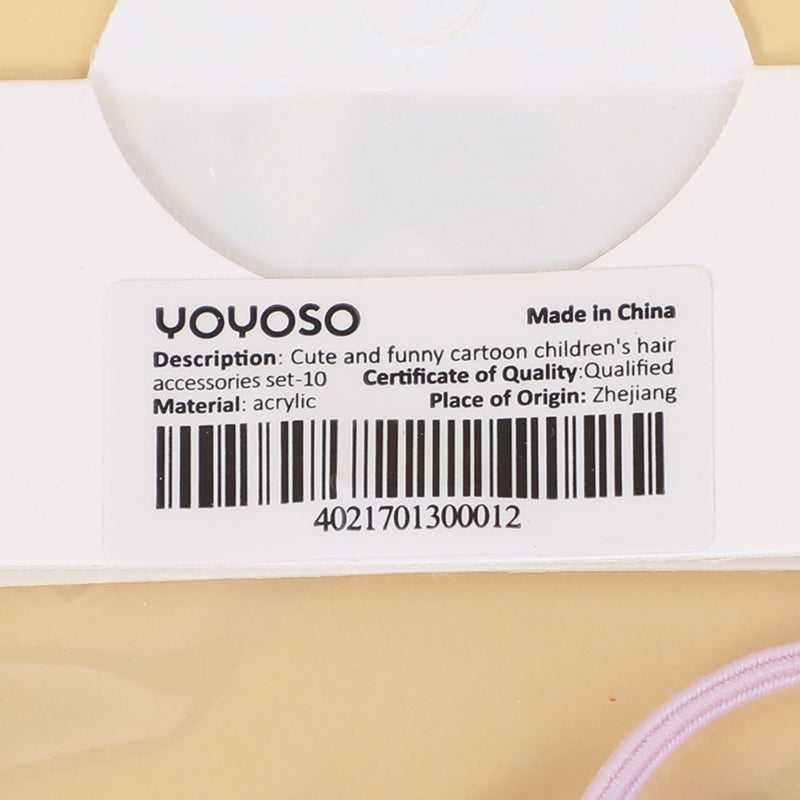 YOYOSO Made in China
Description: Cute and funny cartoon children's hair
accessories set-10 Certificate of Quality:Qualified
Material: acrylic Place of Origin: Zhejiang
4021701300012